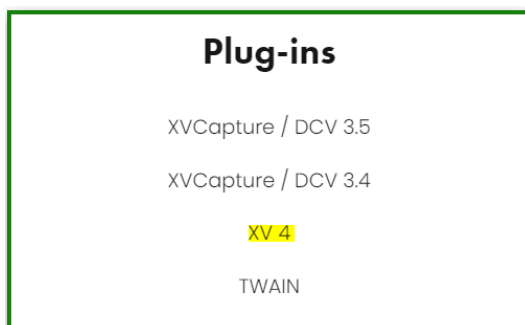 Plug-ins
XVCapture / DCV 3.5
XVCapture / DCV 3.4
XV 4
TWAIN